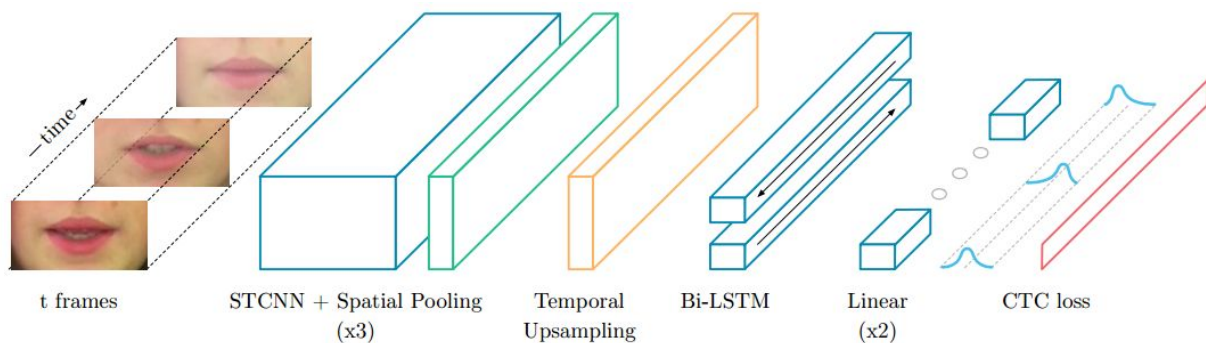 time
t frames
STCNN + Spatial Pooling
(x3)
Temporal
Upsampling
Bi-LSTM
Linear
(x2)
CTC loss